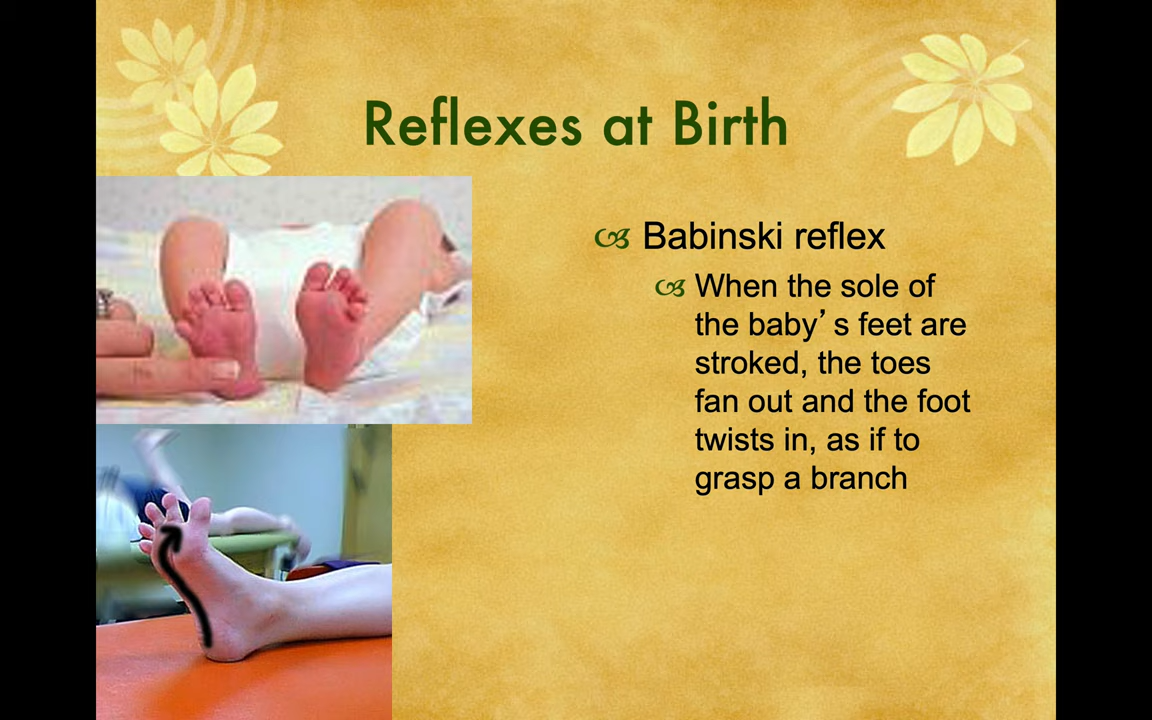 Reflexes at Birth
Babinski reflex
When the sole of
the baby’s feet are
stroked, the toes
fan out and the foot
twists in, as if to
grasp a branch